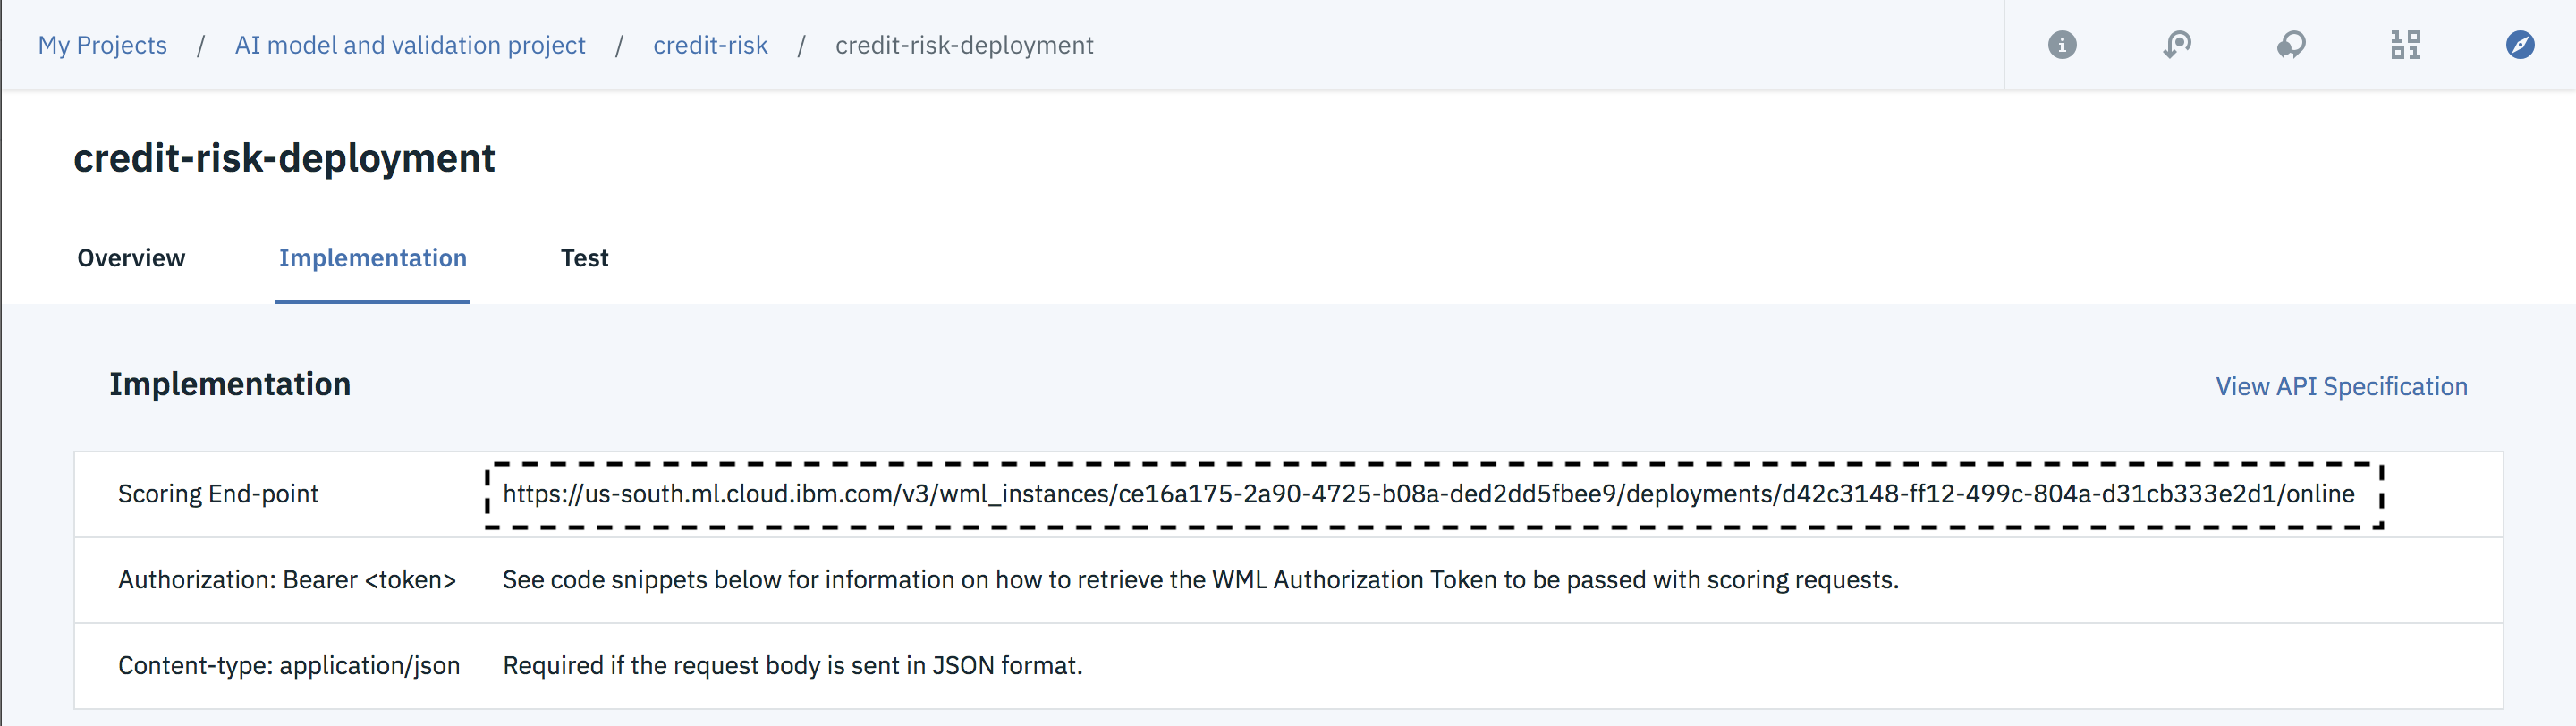 My Projects / AI model and validation project / credit-risk / credit-risk-deployment
credit-risk-deployment
Overview Implementation Test
Implementation View API Specification
Scoring End-point https://us-south.ml.cloud.ibm.com/v3/wml_instances/ce16a175-2a90-4725-b08a-ded2dd5fbee9/deployments/d42c3148-ff12-499c-804a-d31cb333e2d1/online
Authorization: Bearer <token> See code snippets below for information on how to retrieve the WML Authorization Token to be passed with scoring requests.
Content-type: application/json Required if the request body is sent in JSON format.